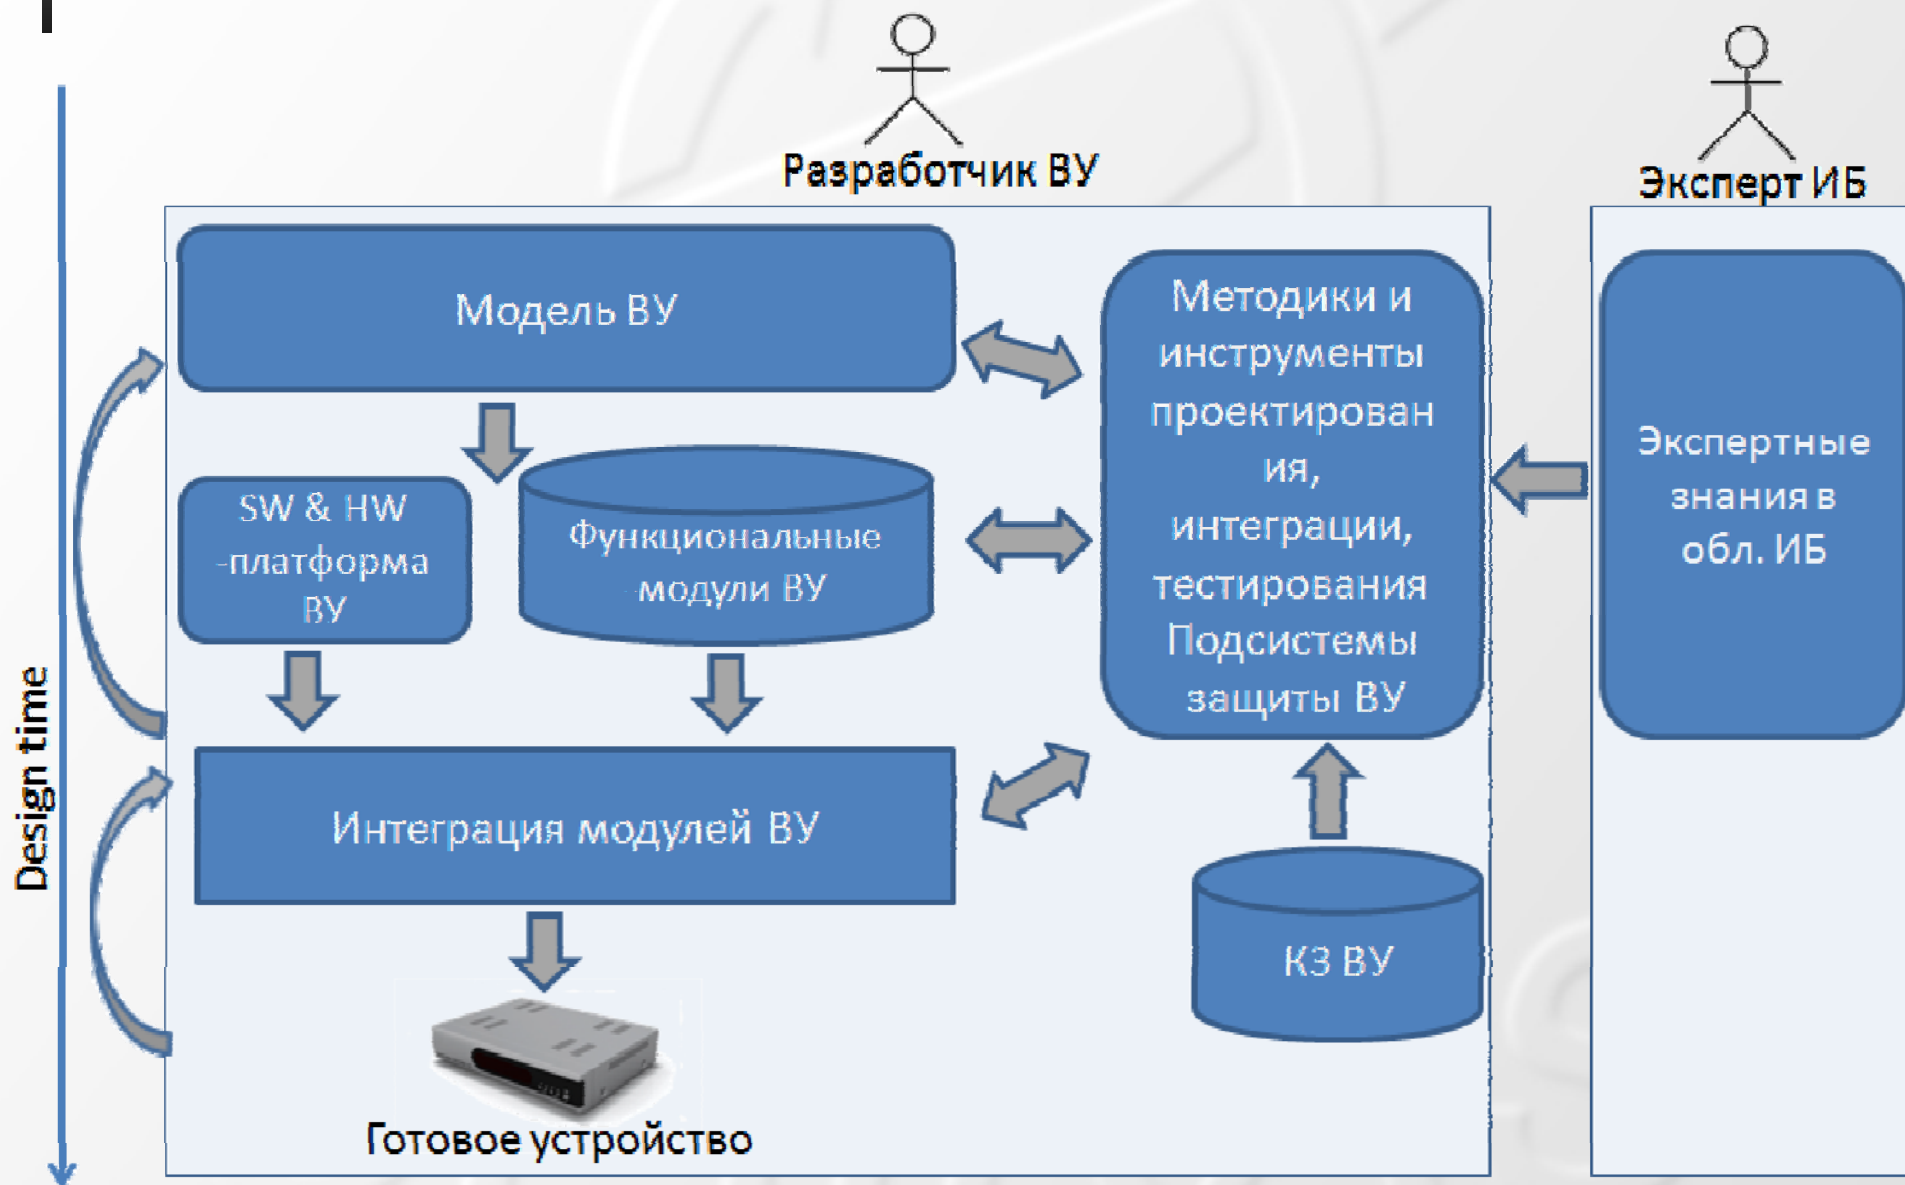 Разработчик ВУ
Эксперт ИБ
Модель ВУ
SW & HW
-платформа
ВУ
Функциональные
модули ВУ
Интеграция модулей ВУ
Готовое устройство
Методики и
инструменты
проектирован
ия,
интеграции,
тестирования
Подсистемы
защиты ВУ
КЗ ВУ
Экспертные
знания в
обл. ИБ
Design time